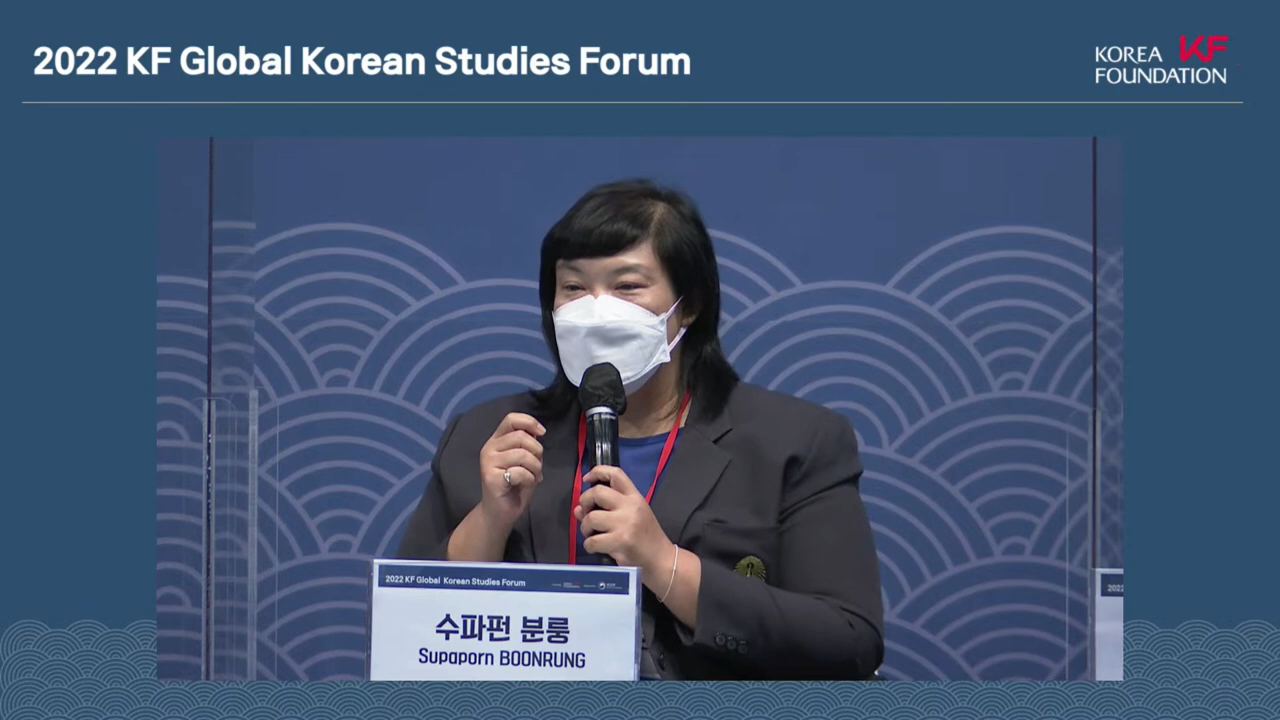 2022 KF Global Korean Studies Forum
KOREA KF
FOUNDATION
2022 KF Global Korean Studies Forum
수파펀 분룽
Supaporn BOONRUNG